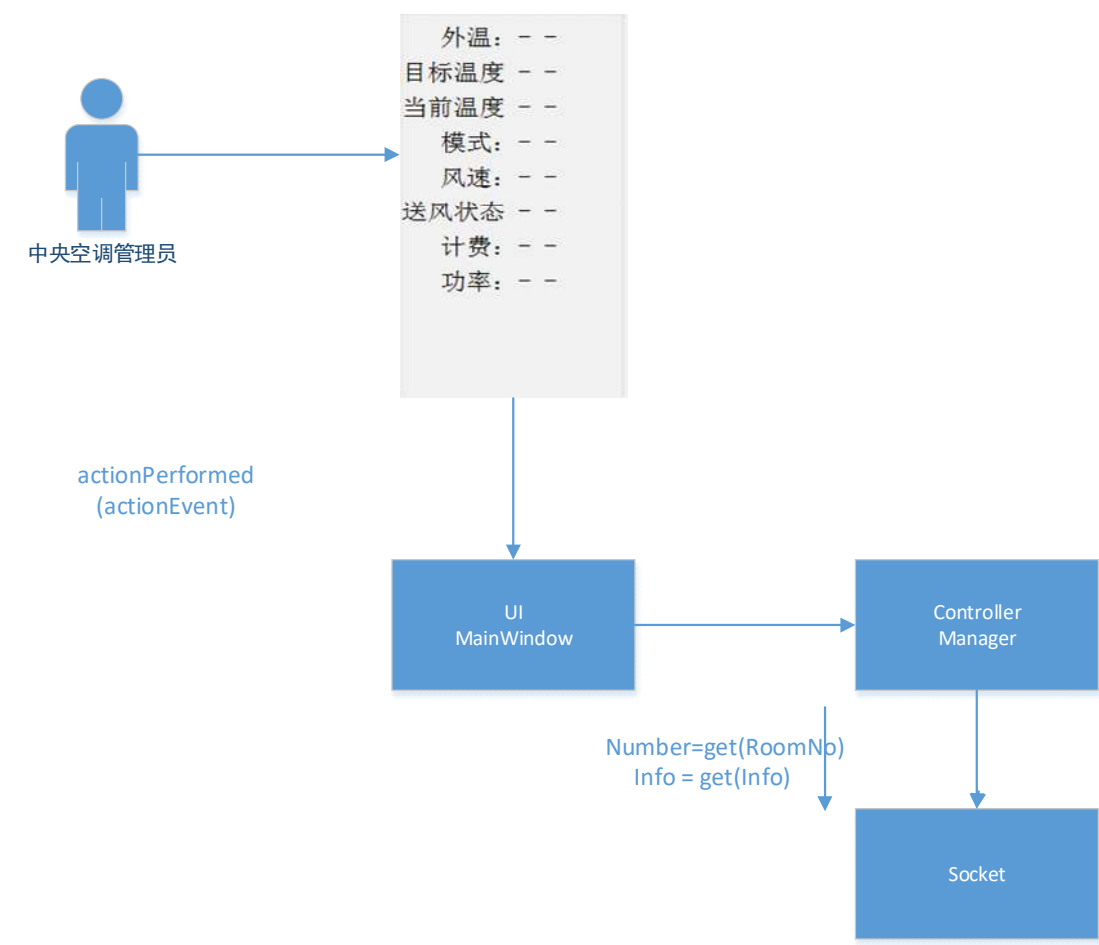 外温：－－
目标温度 －－
当前温度 －－
模式：－－
风速：－－
送风状态 －－
计费：－－
功率：－－
中央空调管理员
actionPerformed
(actionEvent)
UI
MainWindow
Controller
Manager
Number=get(RoomNo)
Info = get(Info)
Socket